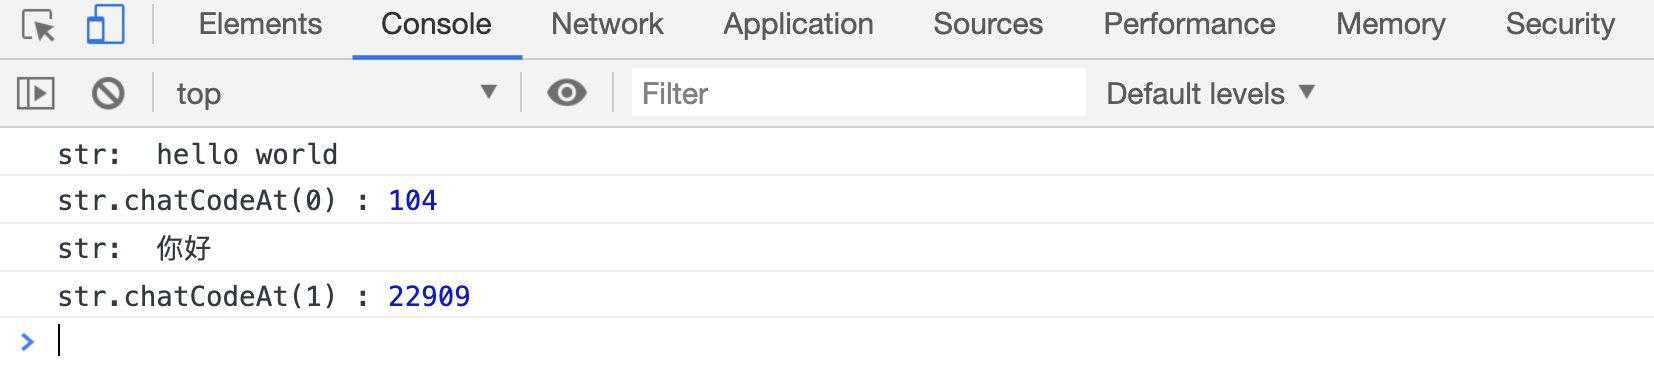 Elements Console Network Application Sources Performance Memory Security
top Filter Default levels
str:  hello world
str.chatCodeAt(0) : 104
str:  你好
str.chatCodeAt(1) : 22909